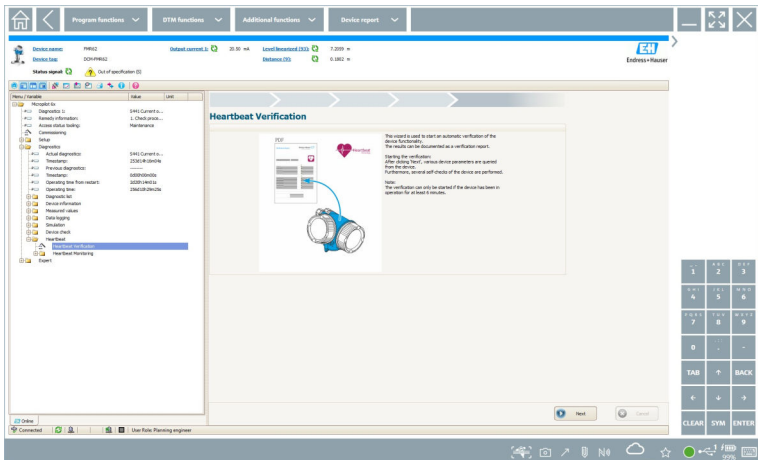 Program functions
DTM functions
Additional functions
Device report
Device name: FMR62
Output current 1: 20.50 mA
Level linearized (S1): 7.2059 m
Device tag:
Distance (?):
Endress+Hauser
Status signal: Out of specification (S)
Menu / Variable Value Unit
Micropilot 6x
Diagnostics 1: S441 Current o...
Remedy information: 1. Check proce...
Access status tooling: Maintenance
Commissioning
Setup
Diagnostics
Actual diagnostics: S441 Current o...
Timestamp:
Previous diagnostics: --------
Timestamp: 0d00h00m00s
Operating time from restart:
Operating time:
Diagnostic list
Device information
Measured values
Data logging
Simulation
Device check
Heartbeat
Heartbeat Verification
Heartbeat Monitoring
Expert
Heartbeat Verification
PDF
Heartbeat
This wizard is used to start an automatic verification of the
device functionality.
The results can be documented as a verification report.
Starting the verification:
After clicking 'Next', various device parameters are queried
from the device.
Furthermore, several self-checks of the device are performed.
Note:
The verification can only be started if the device has been in
operation for at least 6 minutes.
Next
Cancel
Online
Connected
User Role: Planning engineer
1
ABC 2
DEF 3
GHI 4
JKL 5
MNO 6
PQRS 7
TUV 8
WXYZ 9
0 . -
TAB BACK
CLEAR SYM ENTER
99%